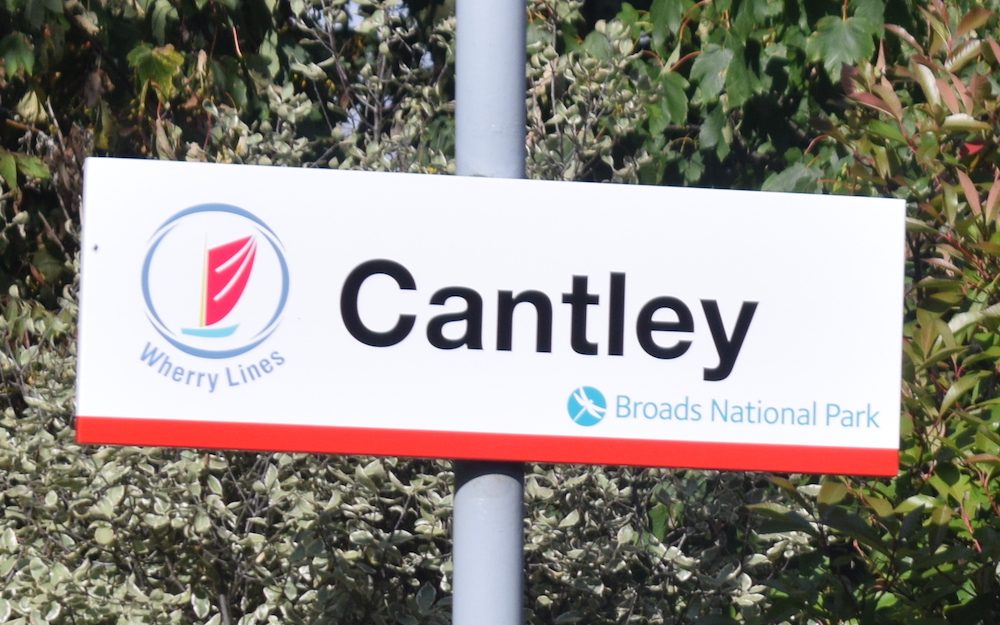 Cantley
Wherry Lines
Broads National Park